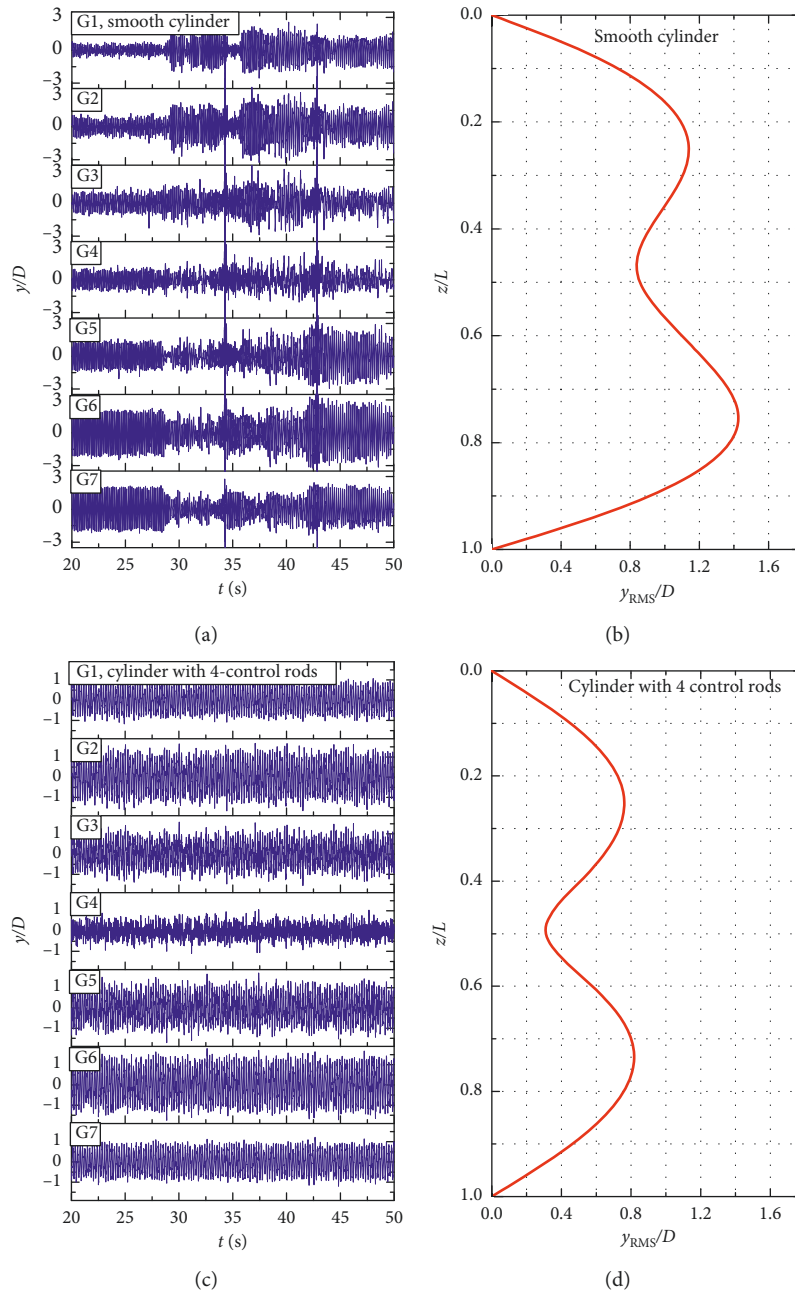 G1, smooth cylinder
3
0
−3
G2
3
0
−3
G3
3
0
−3
G4
3
0
−3
G5
3
0
−3
G6
3
0
−3
G7
3
0
−3
y/D
20 25 30 35 40 45 50
t (s)
(a)
Smooth cylinder
0.0
0.2
0.4
0.6
0.8
1.0
z/L
0.0 0.4 0.8 1.2 1.6
yRMS/D
(b)
G1, cylinder with 4-control rods
1
0
−1
G2
1
0
−1
G3
1
0
−1
G4
1
0
−1
G5
1
0
−1
G6
1
0
−1
G7
1
0
−1
y/D
20 25 30 35 40 45 50
t (s)
(c)
Cylinder with 4 control rods
0.0
0.2
0.4
0.6
0.8
1.0
z/L
0.0 0.4 0.8 1.2 1.6
yRMS/D
(d)